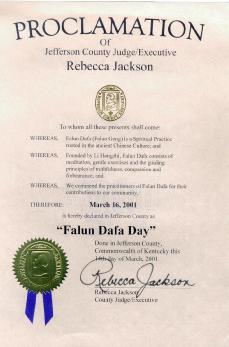 PROCLAMATION
Of
Jefferson County Judge/Executive
Rebecca Jackson
To whom all these presents shall come:
WHEREAS, Falun Dafa (Falun Gong) is a Spiritual Practice
rooted in the ancient Chinese Culture; and
WHEREAS, Founded by Li Hongzhi, Falun Dafa consists of
meditation, gentle exercises and the guiding
principles of truthfulness, compassion and
forbearance; and
WHEREAS, We commend the practitioners of Falun Dafa for their
contributions to our community,
THEREFORE: March 16, 2001
is hereby declared in Jefferson County as
"Falun Dafa Day"
Done in Jefferson County,
Commonwealth of Kentucky this
16th day of March, 2001
Rebecca Jackson
Rebecca Jackson
County Judge/Executive